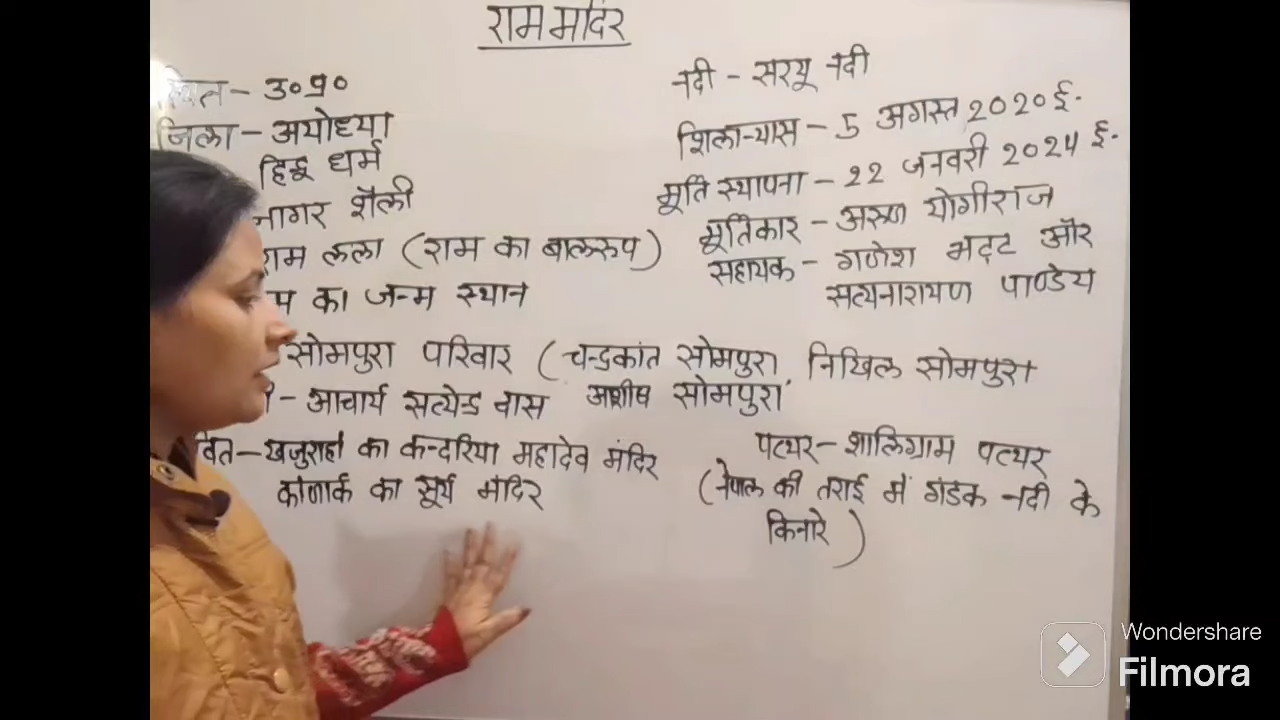 राम मंदिर
स्थित - उ०प्र०
जिला - अयोध्या
हिन्दू धर्म
नागर शैली
राम लला (राम का बालरूप)
का जन्म स्थान
सोमपुरा परिवार (चन्द्रकांत सोमपुरा, निखिल सोमपुरा
- आचार्य सत्येन्द्र दास आशीष सोमपुरा
वित - खजुराहो का कन्दरिया महादेव मंदिर
कोणार्क का सूर्य मंदिर
नदी - सरयू नदी
शिलान्यास - 5 अगस्त 2020 ई.
मूर्ति स्थापना - 22 जनवरी 2024 ई.
मूर्तिकार - अरुण योगीराज
सहायक - गणेश भट्ट और
सत्यनारायण पाण्डेय
पत्थर - शालिग्राम पत्थर
(नेपाल की तराई में गंडक नदी के
किनारे)
Wondershare
Filmora